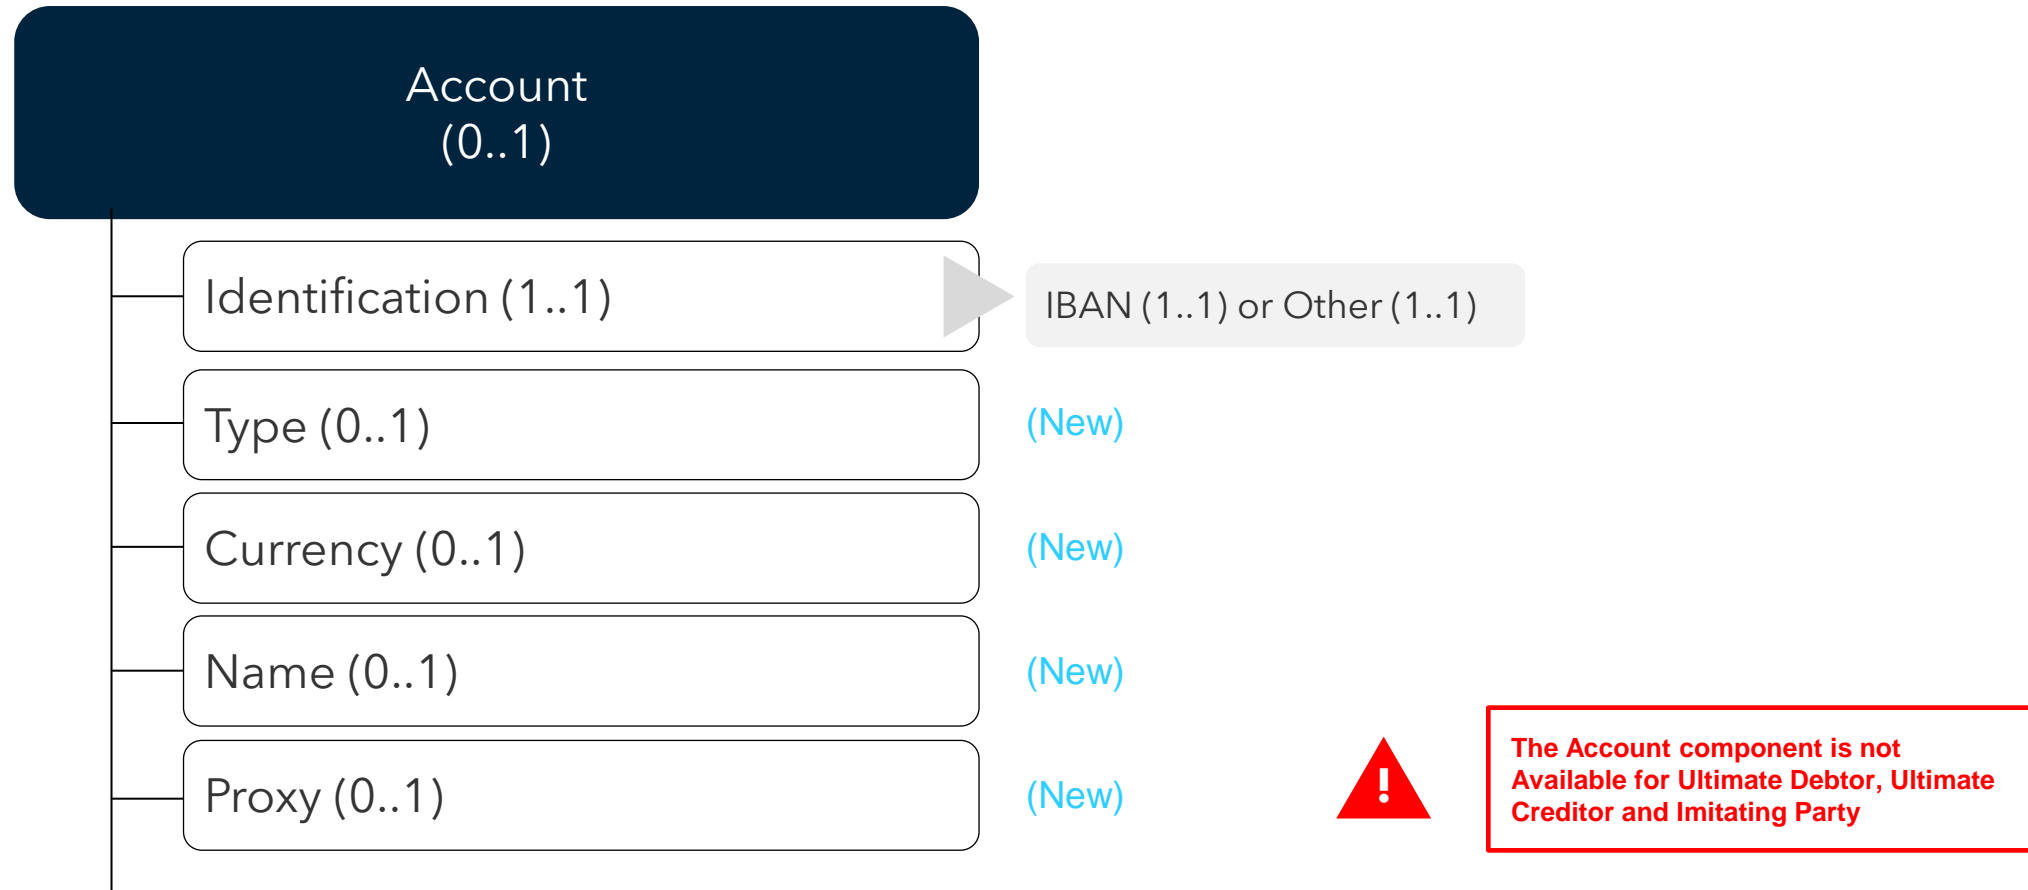 Account
(0..1)
Identification (1..1)
IBAN (1..1) or Other (1..1)
Type (0..1)
(New)
Currency (0..1)
(New)
Name (0..1)
(New)
Proxy (0..1)
(New)
!
The Account component is not
Available for Ultimate Debtor, Ultimate
Creditor and Imitating Party